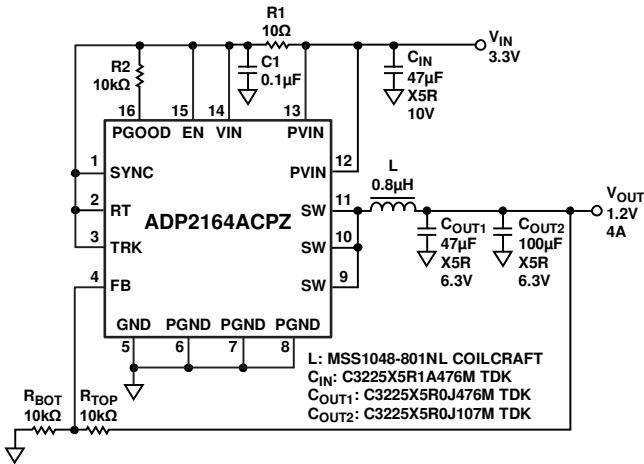 R1
10Ω
R2
10kΩ
C1
0.1µF
CIN
47µF
X5R
10V
VIN
3.3V
16
15
14
13
PGOOD
EN
VIN
PVIN
1
SYNC
2
RT
3
TRK
4
FB
ADP2164ACPZ
PVIN
12
SW
11
SW
10
SW
9
L
0.8µH
COUT1
47µF
X5R
6.3V
COUT2
100µF
X5R
6.3V
VOUT
1.2V
4A
GND
PGND
PGND
PGND
5
6
7
8
L: MSS1048-801NL COILCRAFT
CIN: C3225X5R1A476M TDK
COUT1: C3225X5R0J476M TDK
COUT2: C3225X5R0J107M TDK
RBOT
10kΩ
RTOP
10kΩ